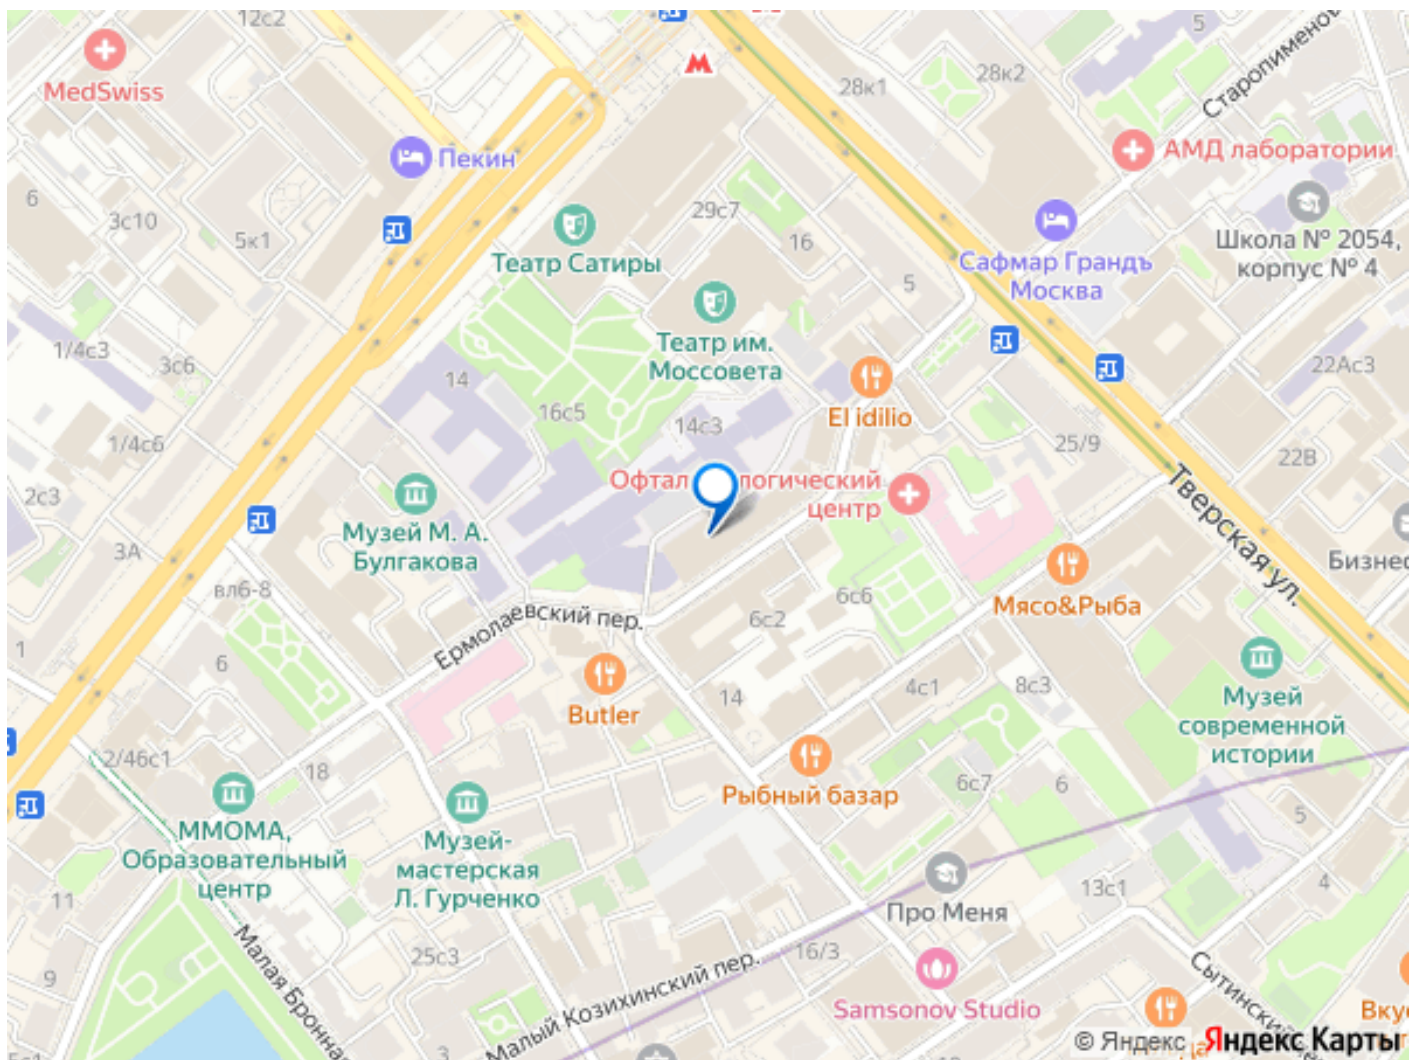 12с2
5
28к1
28к2
Старопименов
MedSwiss
Пекин
АМД лаборатории
6
3с10
5к1
29с7
16
Театр Сатиры
Школа № 2054,
корпус № 4
Сафмар Грандъ
Москва
5
1/4с3
3с6
14
Театр им.
Моссовета
22Ас3
16с5
14с3
El idilio
1/4с6
25/9
22В
2с3
Офтал
логический
центр
Тверская ул.
Музей М. А.
Булгакова
3А
Бизнес
вл6-8
6с6
Мясо&Рыба
6с2
Ермолаевский пер.
1
6
14
4с1
8с3
Butler
Музей
современной
истории
2/46с1
18
Рыбный базар
6с7
6
5
ММОМА,
Образовательный
центр
Музей-
мастерская
Л. Гурченко
4
13с1
11
Про Меня
25с3
16/3
9
Малая Бронна
Малый Козихинский пер.
Сытинский
Samsonov Studio
Вку
3
5
© Яндекс Яндекс Карты